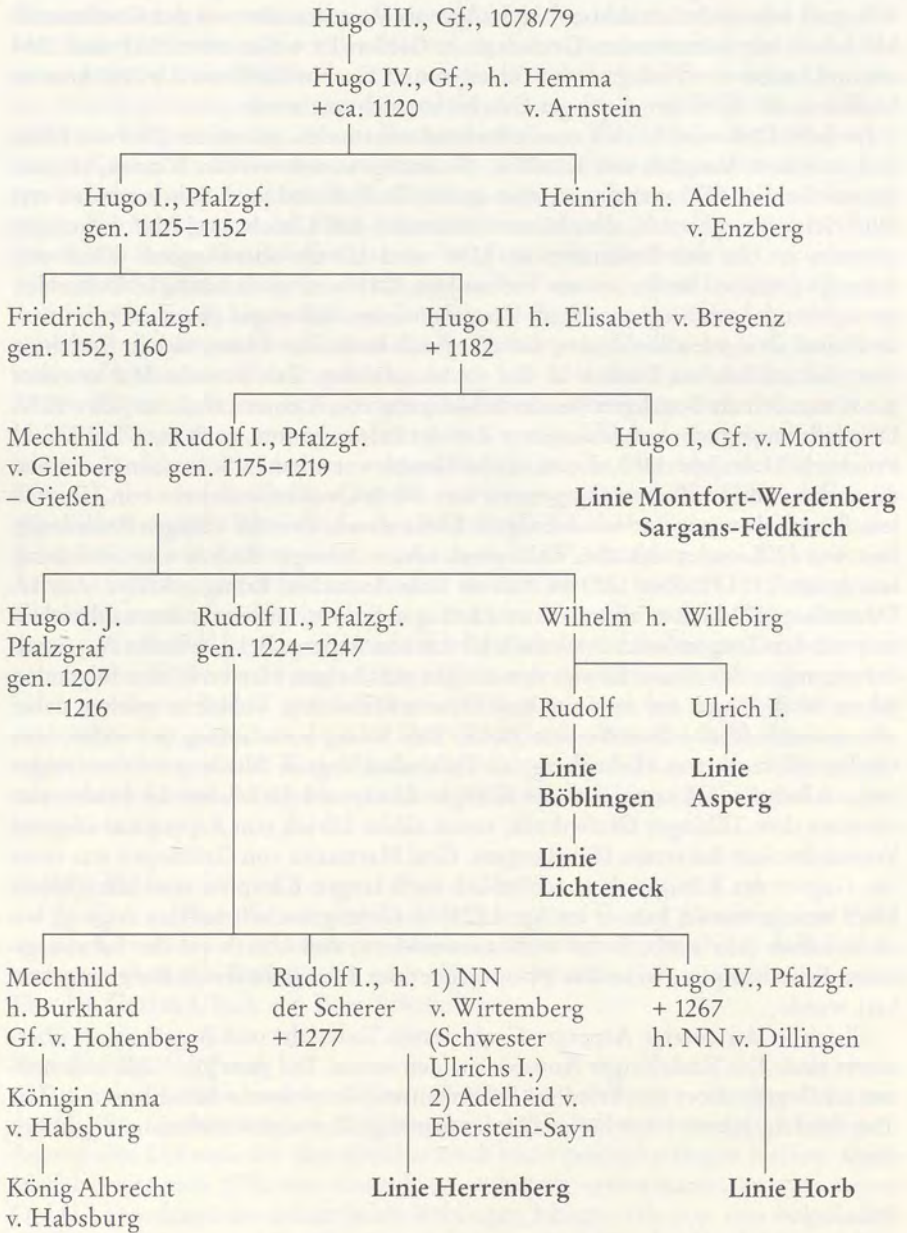 Hugo III., Gf., 1078/79
Hugo IV., Gf., h. Hemma
+ ca. 1120 v. Arnstein
Hugo I., Pfalzgf.
gen. 1125–1152
Heinrich h. Adelheid
v. Enzberg
Friedrich, Pfalzgf.
gen. 1152, 1160
Hugo II h. Elisabeth v. Bregenz
+ 1182
Mechthild h. Rudolf I., Pfalzgf.
v. Gleiberg gen. 1175–1219
– Gießen
Hugo I, Gf. v. Montfort
Linie Montfort-Werdenberg
Sargans-Feldkirch
Hugo d.J.,
Pfalzgraf
gen. 1207
–1216
Rudolf II., Pfalzgf.
gen. 1224–1247
Wilhelm h. Willebirg
Rudolf
Linie
Böblingen
Linie
Lichteneck
Ulrich I.
Linie
Asperg
Mechthild
h. Burkhard
Gf. v. Hohenberg
Königin Anna
v. Habsburg
König Albrecht
v. Habsburg
Rudolf I., h. 1) NN
der Scherer v. Wirtemberg
+ 1277 (Schwester
Ulrichs I.)
2) Adelheid v.
Eberstein-Sayn
Linie Herrenberg
Hugo IV., Pfalzgf.
+ 1267
h. NN v. Dillingen
Linie Horb